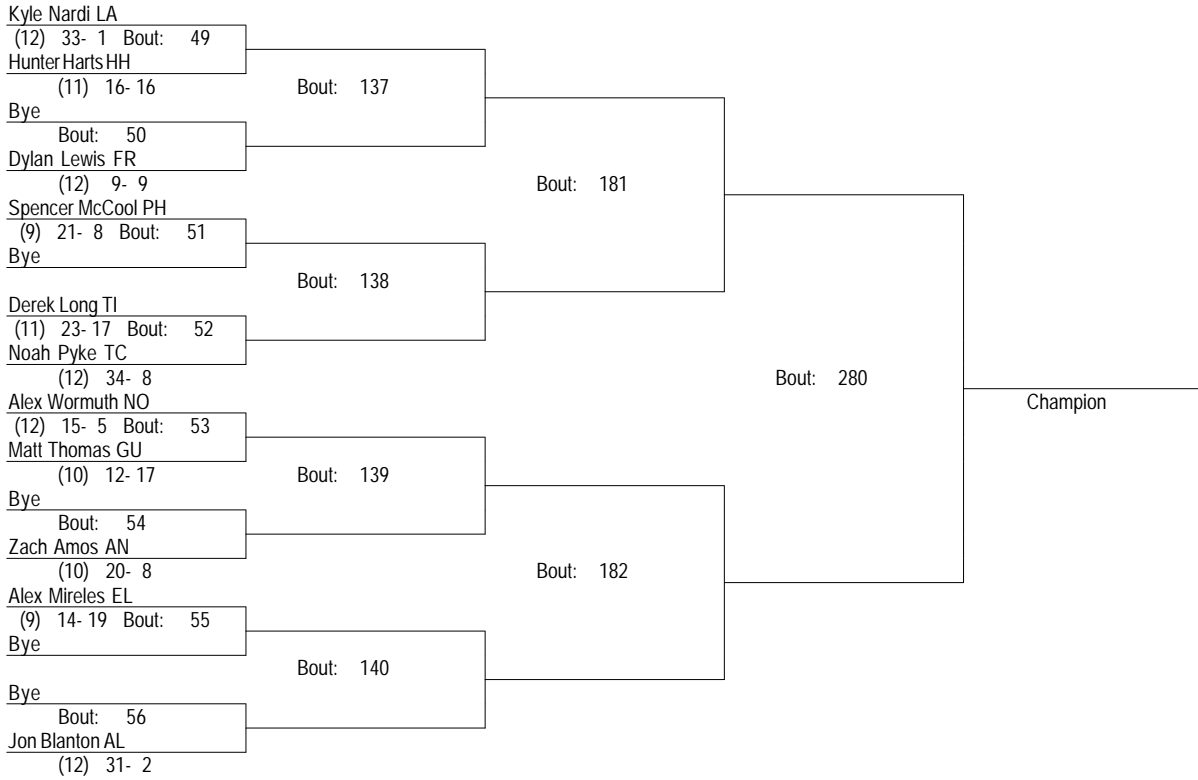 Kyle Nardi LA
(12) 33- 1 Bout: 49
Hunter Harts HH
(11) 16- 16
Bout: 137
Bye
Bout: 50
Dylan Lewis FR
(12) 9- 9
Bout: 181
Spencer McCool PH
(9) 21- 8 Bout: 51
Bye
Bout: 138
Derek Long TI
(11) 23- 17 Bout: 52
Noah Pyke TC
(12) 34- 8
Bout: 280
Champion
Alex Wormuth NO
(12) 15- 5 Bout: 53
Matt Thomas GU
(10) 12- 17
Bout: 139
Bye
Bout: 54
Zach Amos AN
(10) 20- 8
Bout: 182
Alex Mireles EL
(9) 14- 19 Bout: 55
Bye
Bout: 140
Bye
Bout: 56
Jon Blanton AL
(12) 31- 2